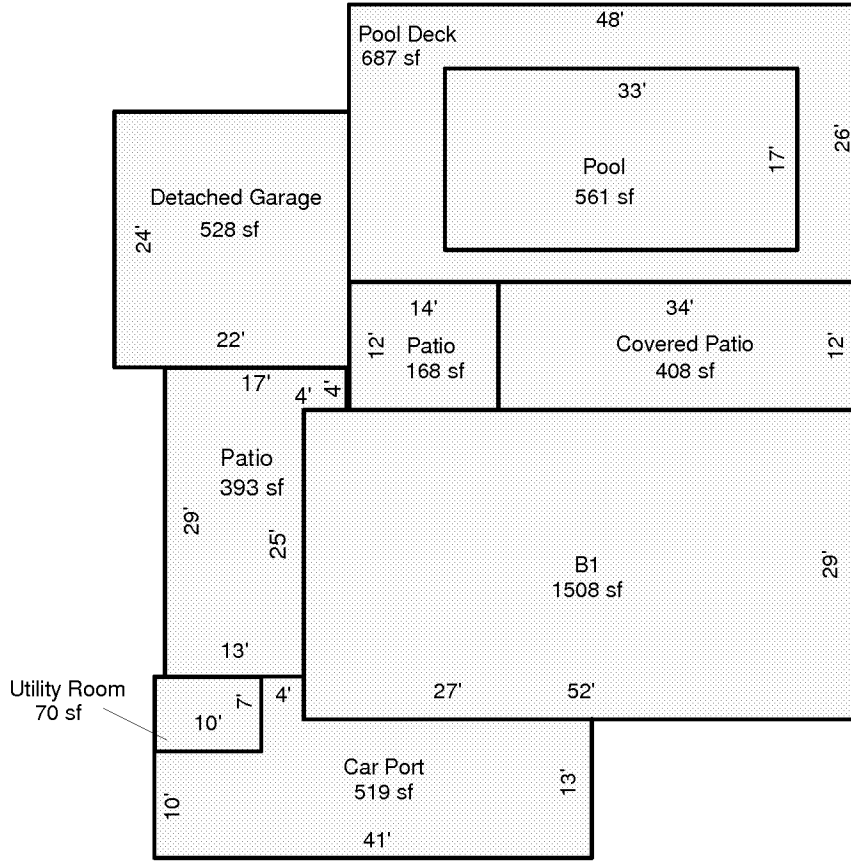 48'
Pool Deck
687 sf
33'
17'
26'
Pool
561 sf
Detached Garage
528 sf
24'
22'
14'
12'
Patio
168 sf
34'
Covered Patio
408 sf
12'
17'
4'
4'
Patio
393 sf
29'
25'
13'
B1
1508 sf
29'
27'
52'
Utility Room
70 sf
10'
7'
4'
Car Port
519 sf
10'
13'
41'